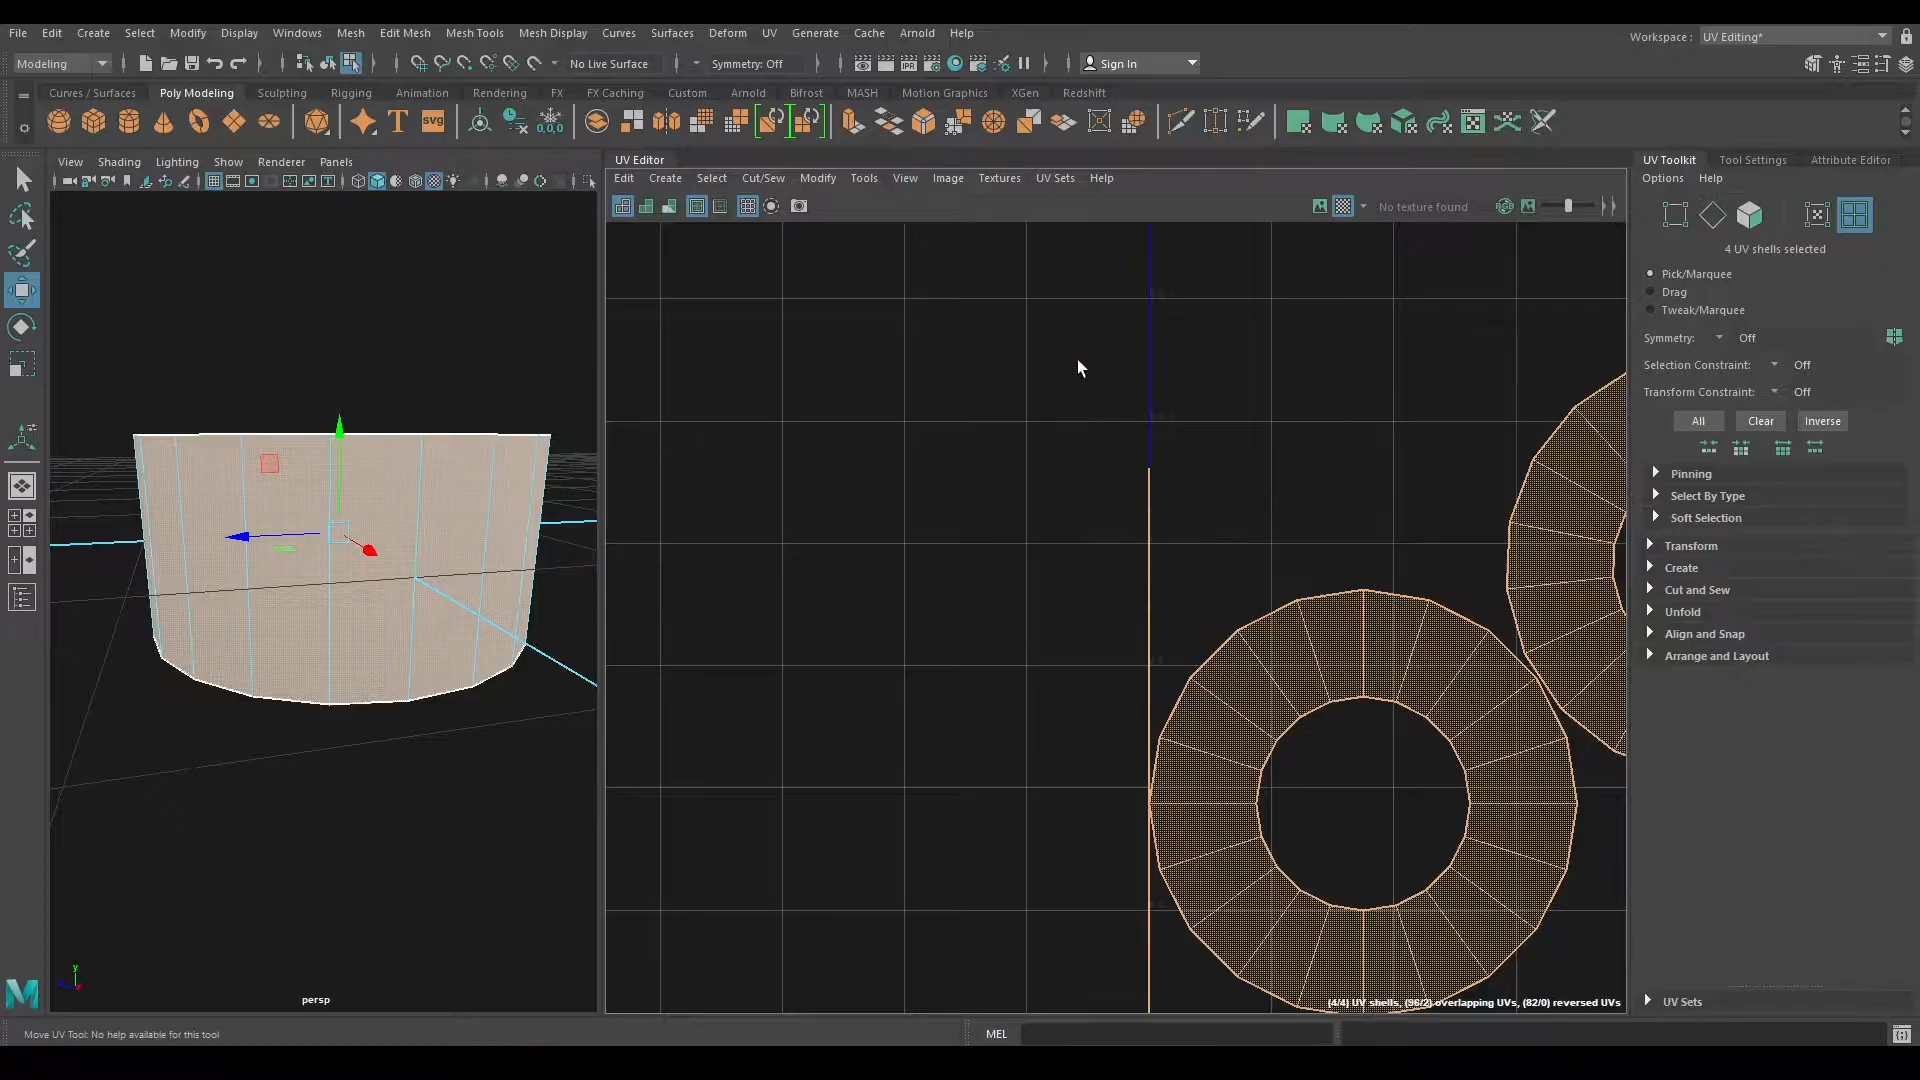 File Edit Create Select Modify Display Windows Mesh Edit Mesh Mesh Tools Mesh Display Curves Surfaces Deform UV Generate Cache Arnold Help
Workspace : UV Editing*
Modeling No Live Surface Symmetry: Off Sign In
Curves / Surfaces Poly Modeling Sculpting Rigging Animation Rendering FX FX Caching Custom Arnold Bifrost MASH Motion Graphics XGen Redshift
View Shading Lighting Show Renderer Panels
UV Editor
Edit Select Create Cut/Sew Modify Tools View Image Textures UV Sets Help
No texture found
UV Toolkit Tool Settings Attribute Editor
Options Help
4 UV shells selected
Pick/Marquee
Drag
Tweak/Marquee
Symmetry: Off
Selection Constraint: Off
Transform Constraint: Off
All Clear Inverse
Pinning
Select By Type
Soft Selection
Transform
Create
Cut and Sew
Unfold
Align and Snap
Arrange and Layout
UV Sets
y
persp
(4/4) UV shells, (96/2) overlapping UVs, (82/0) reversed UVs
Move UV Tool: No help available for this tool
MEL